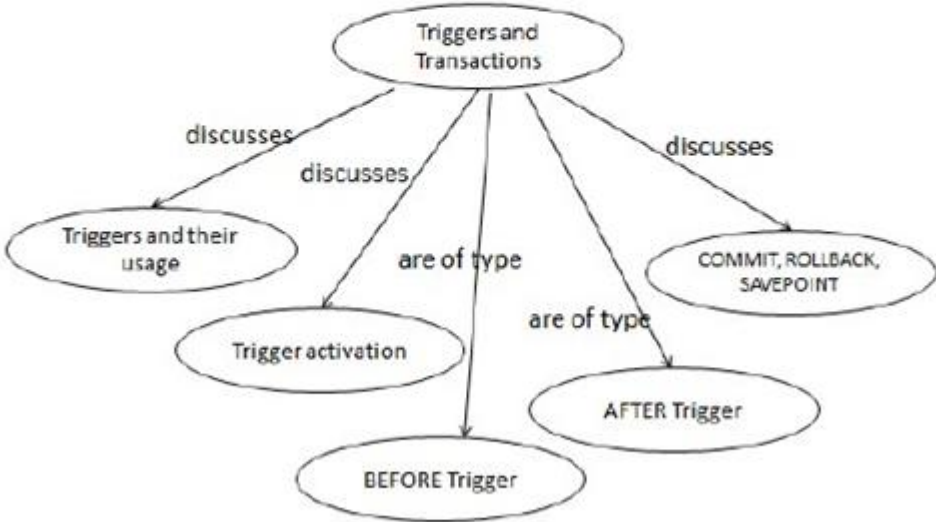 Triggers and
Transactions
discusses
discusses
discusses
Triggers and their
usage
are of type
COMMIT, ROLLBACK,
SAVEPOINT
are of type
Trigger activation
AFTER Trigger
BEFORE Trigger